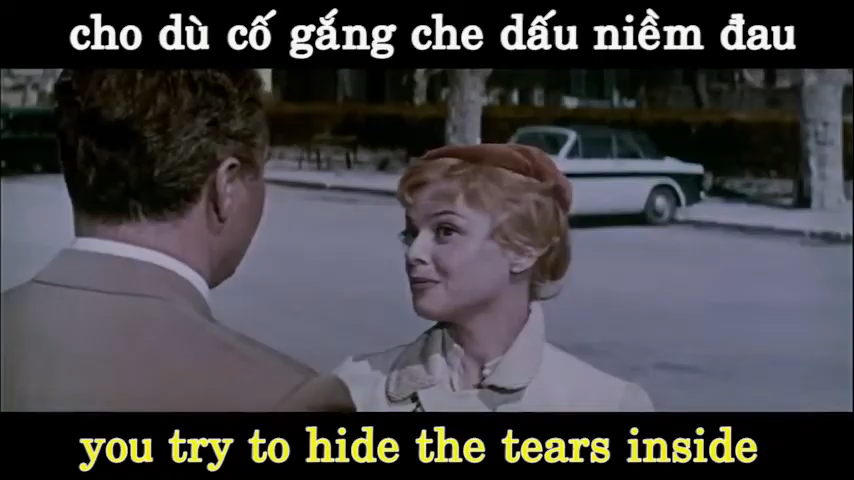 cho dù cố gắng che dấu niềm đau
you try to hide the tears inside